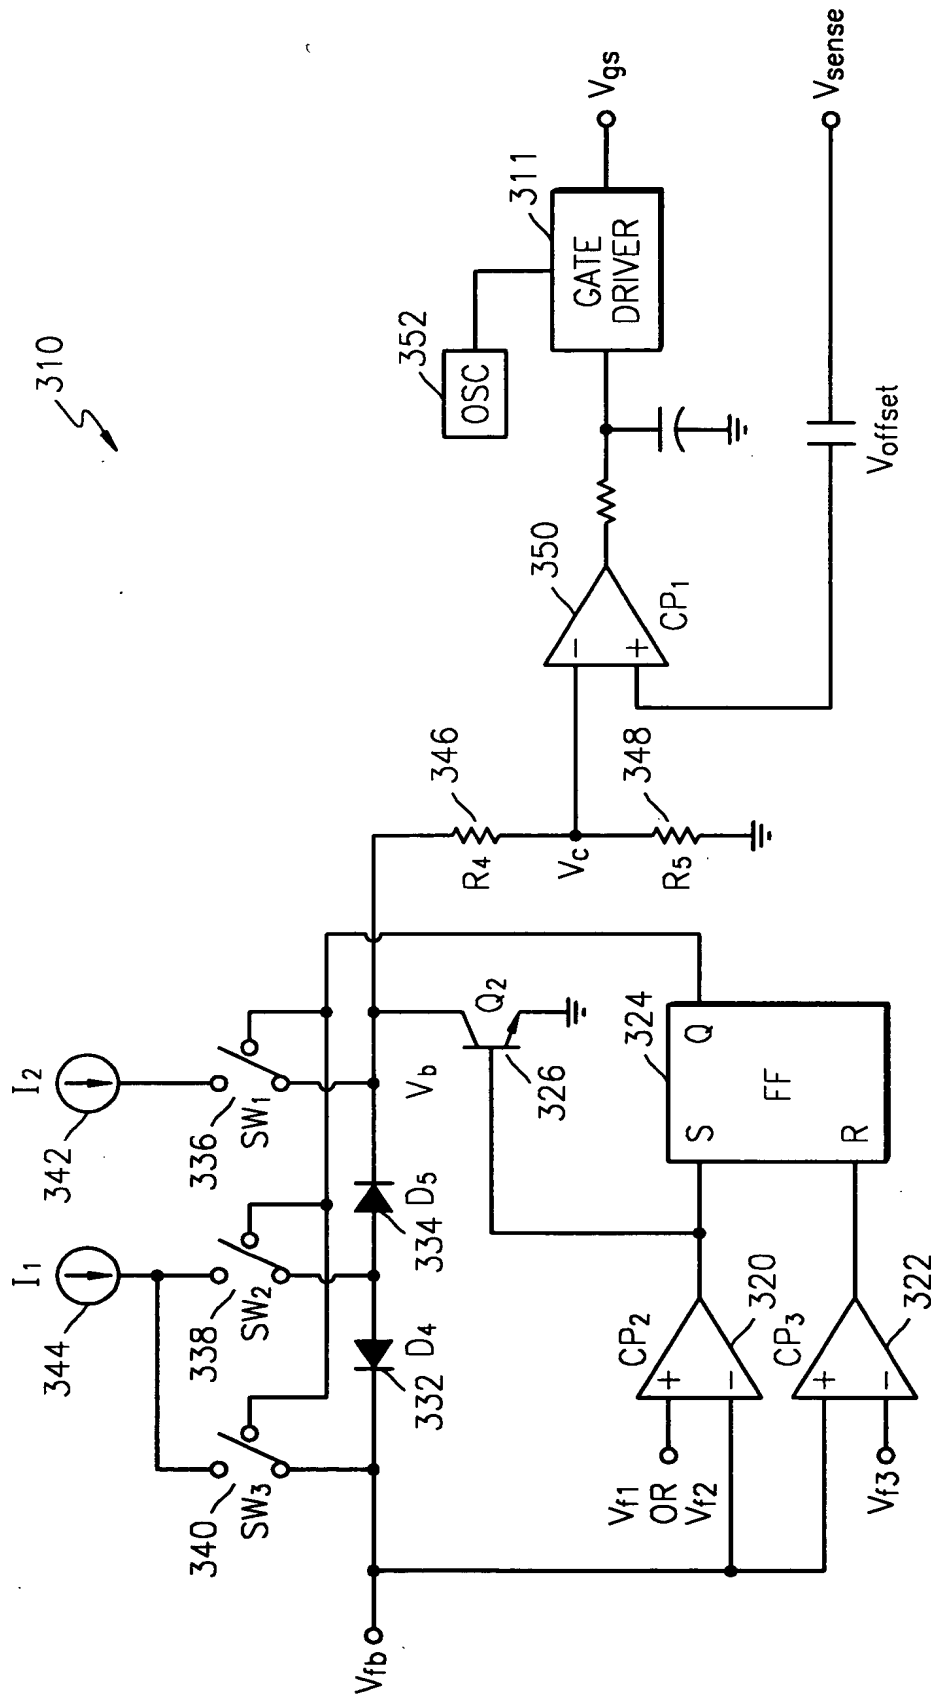 310
I2
342
336
SW1
I1
344
338
SW2
340
SW3
Vfb
D4
332
D5
334
Vb
Q2
326
R4
346
Vc
R5
348
350
−
+
CP1
352
OSC
311
GATE
DRIVER
Vgs
Voffset
Vsense
Vf1
OR
Vf2
CP2
+
−
320
CP3
+
−
322
Vf3
324
S
Q
FF
R